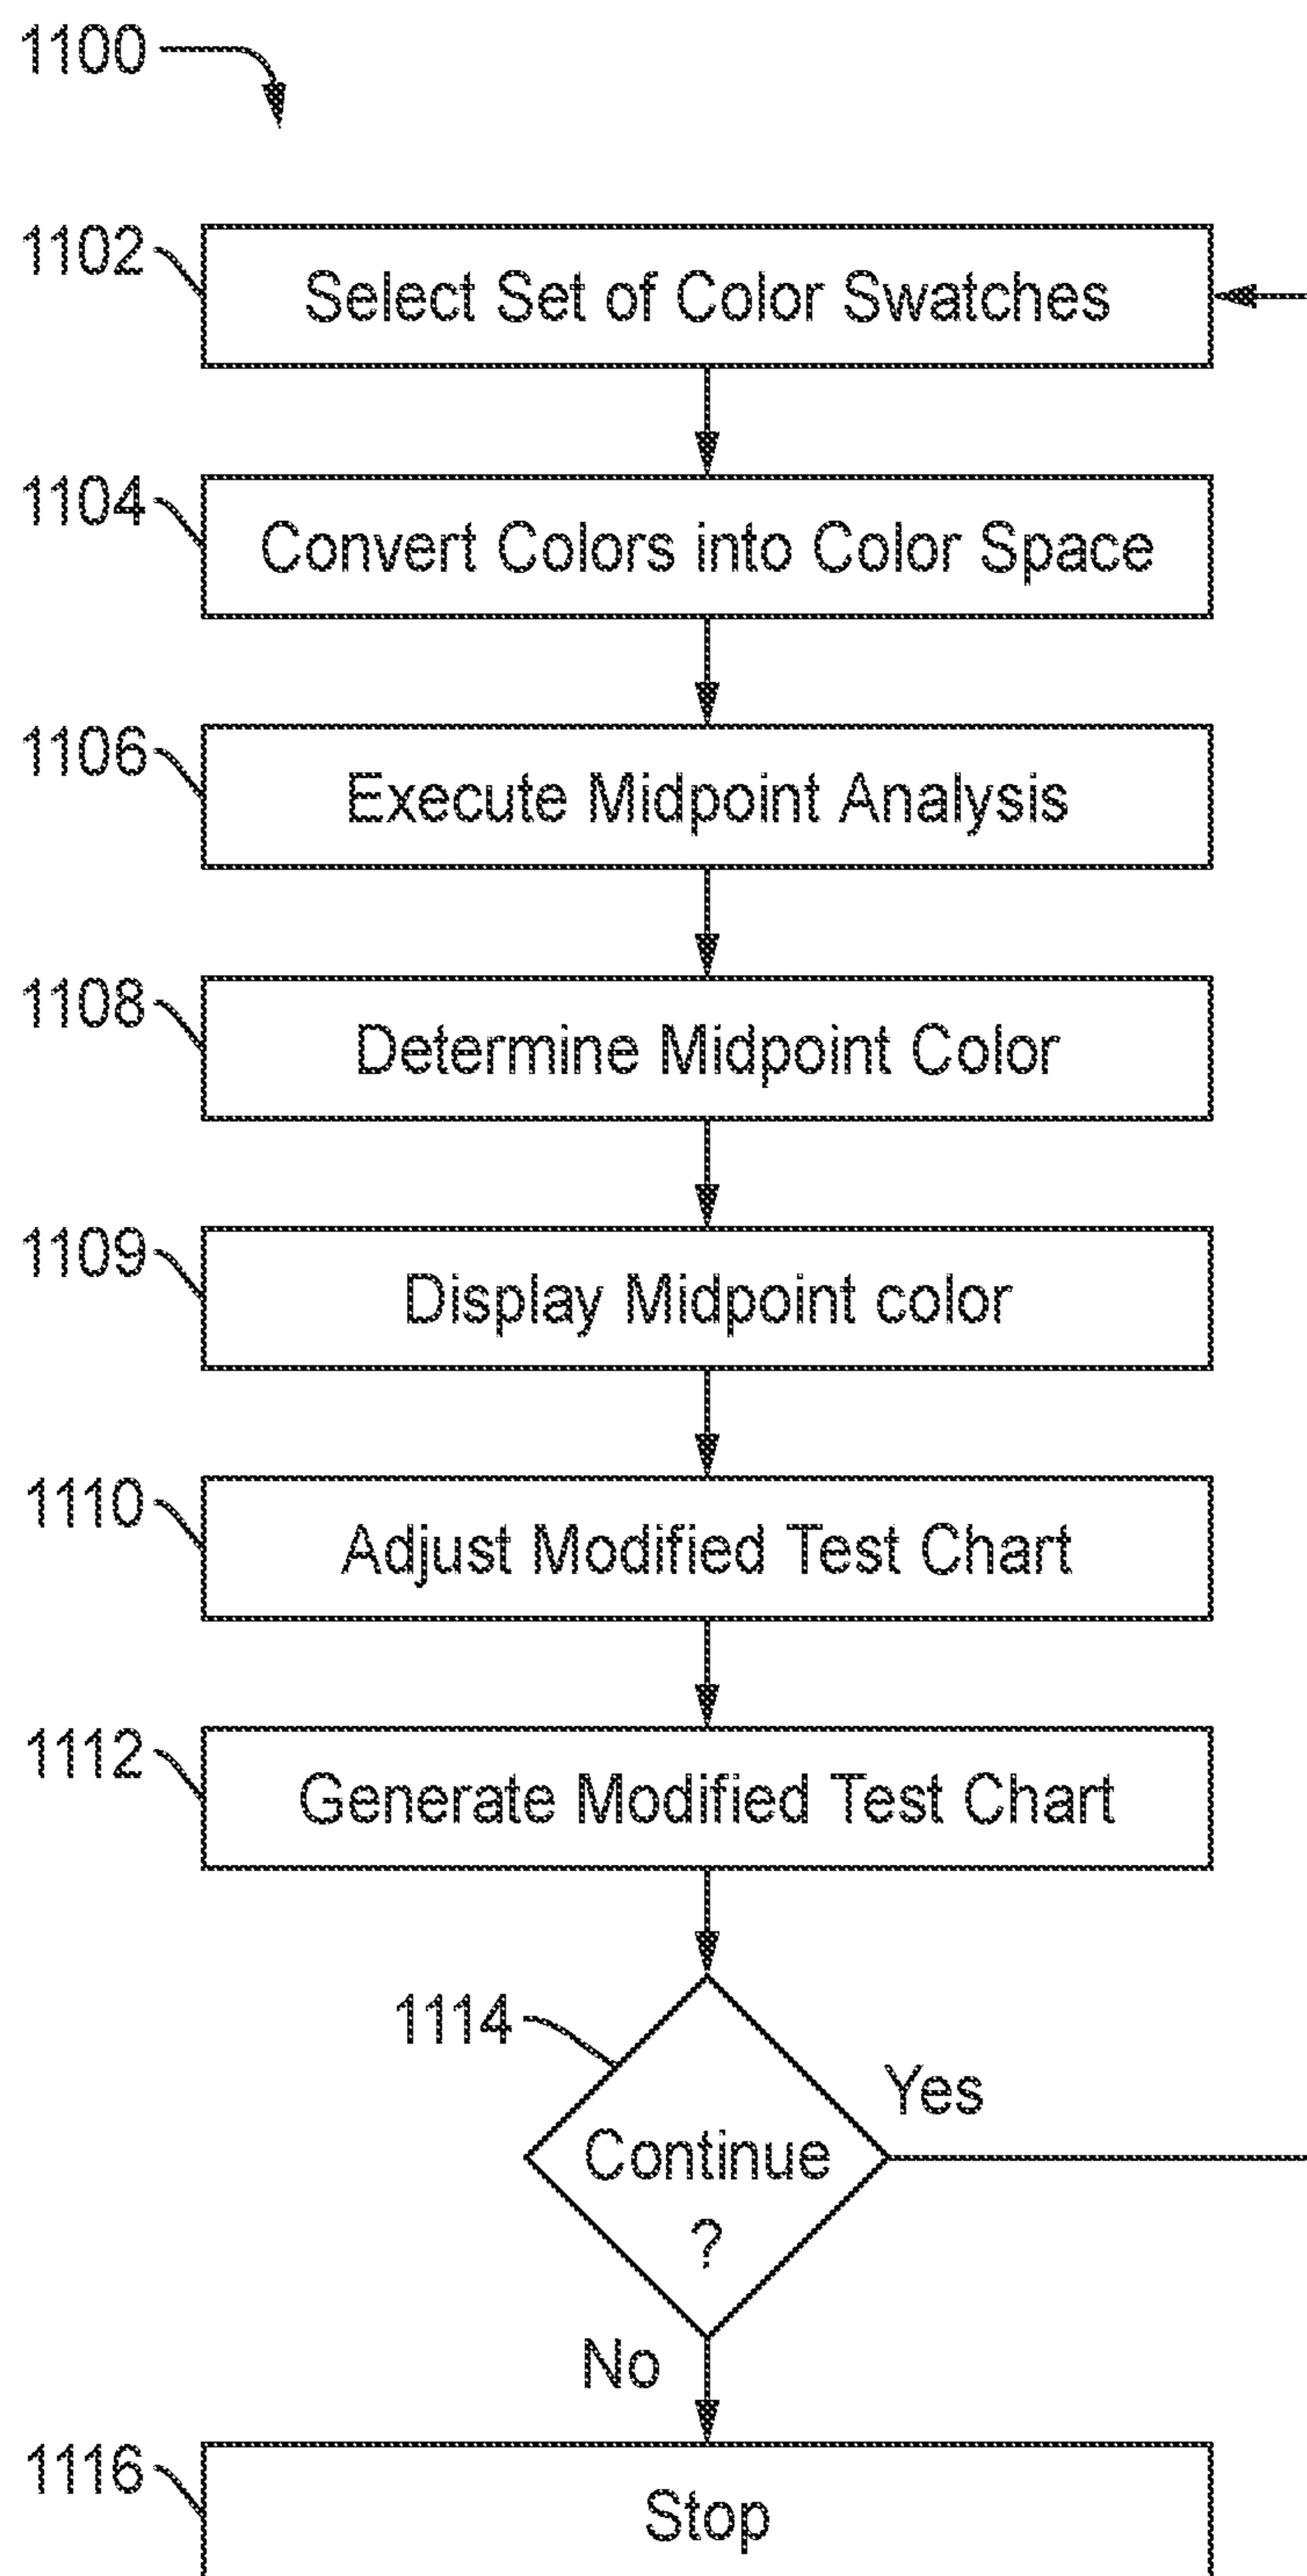 1100
1102
Select Set of Color Swatches
1104
Convert Colors into Color Space
1106
Execute Midpoint Analysis
1108
Determine Midpoint Color
1109
Display Midpoint color
1110
Adjust Modified Test Chart
1112
Generate Modified Test Chart
1114
Continue
?
Yes
No
1116
Stop